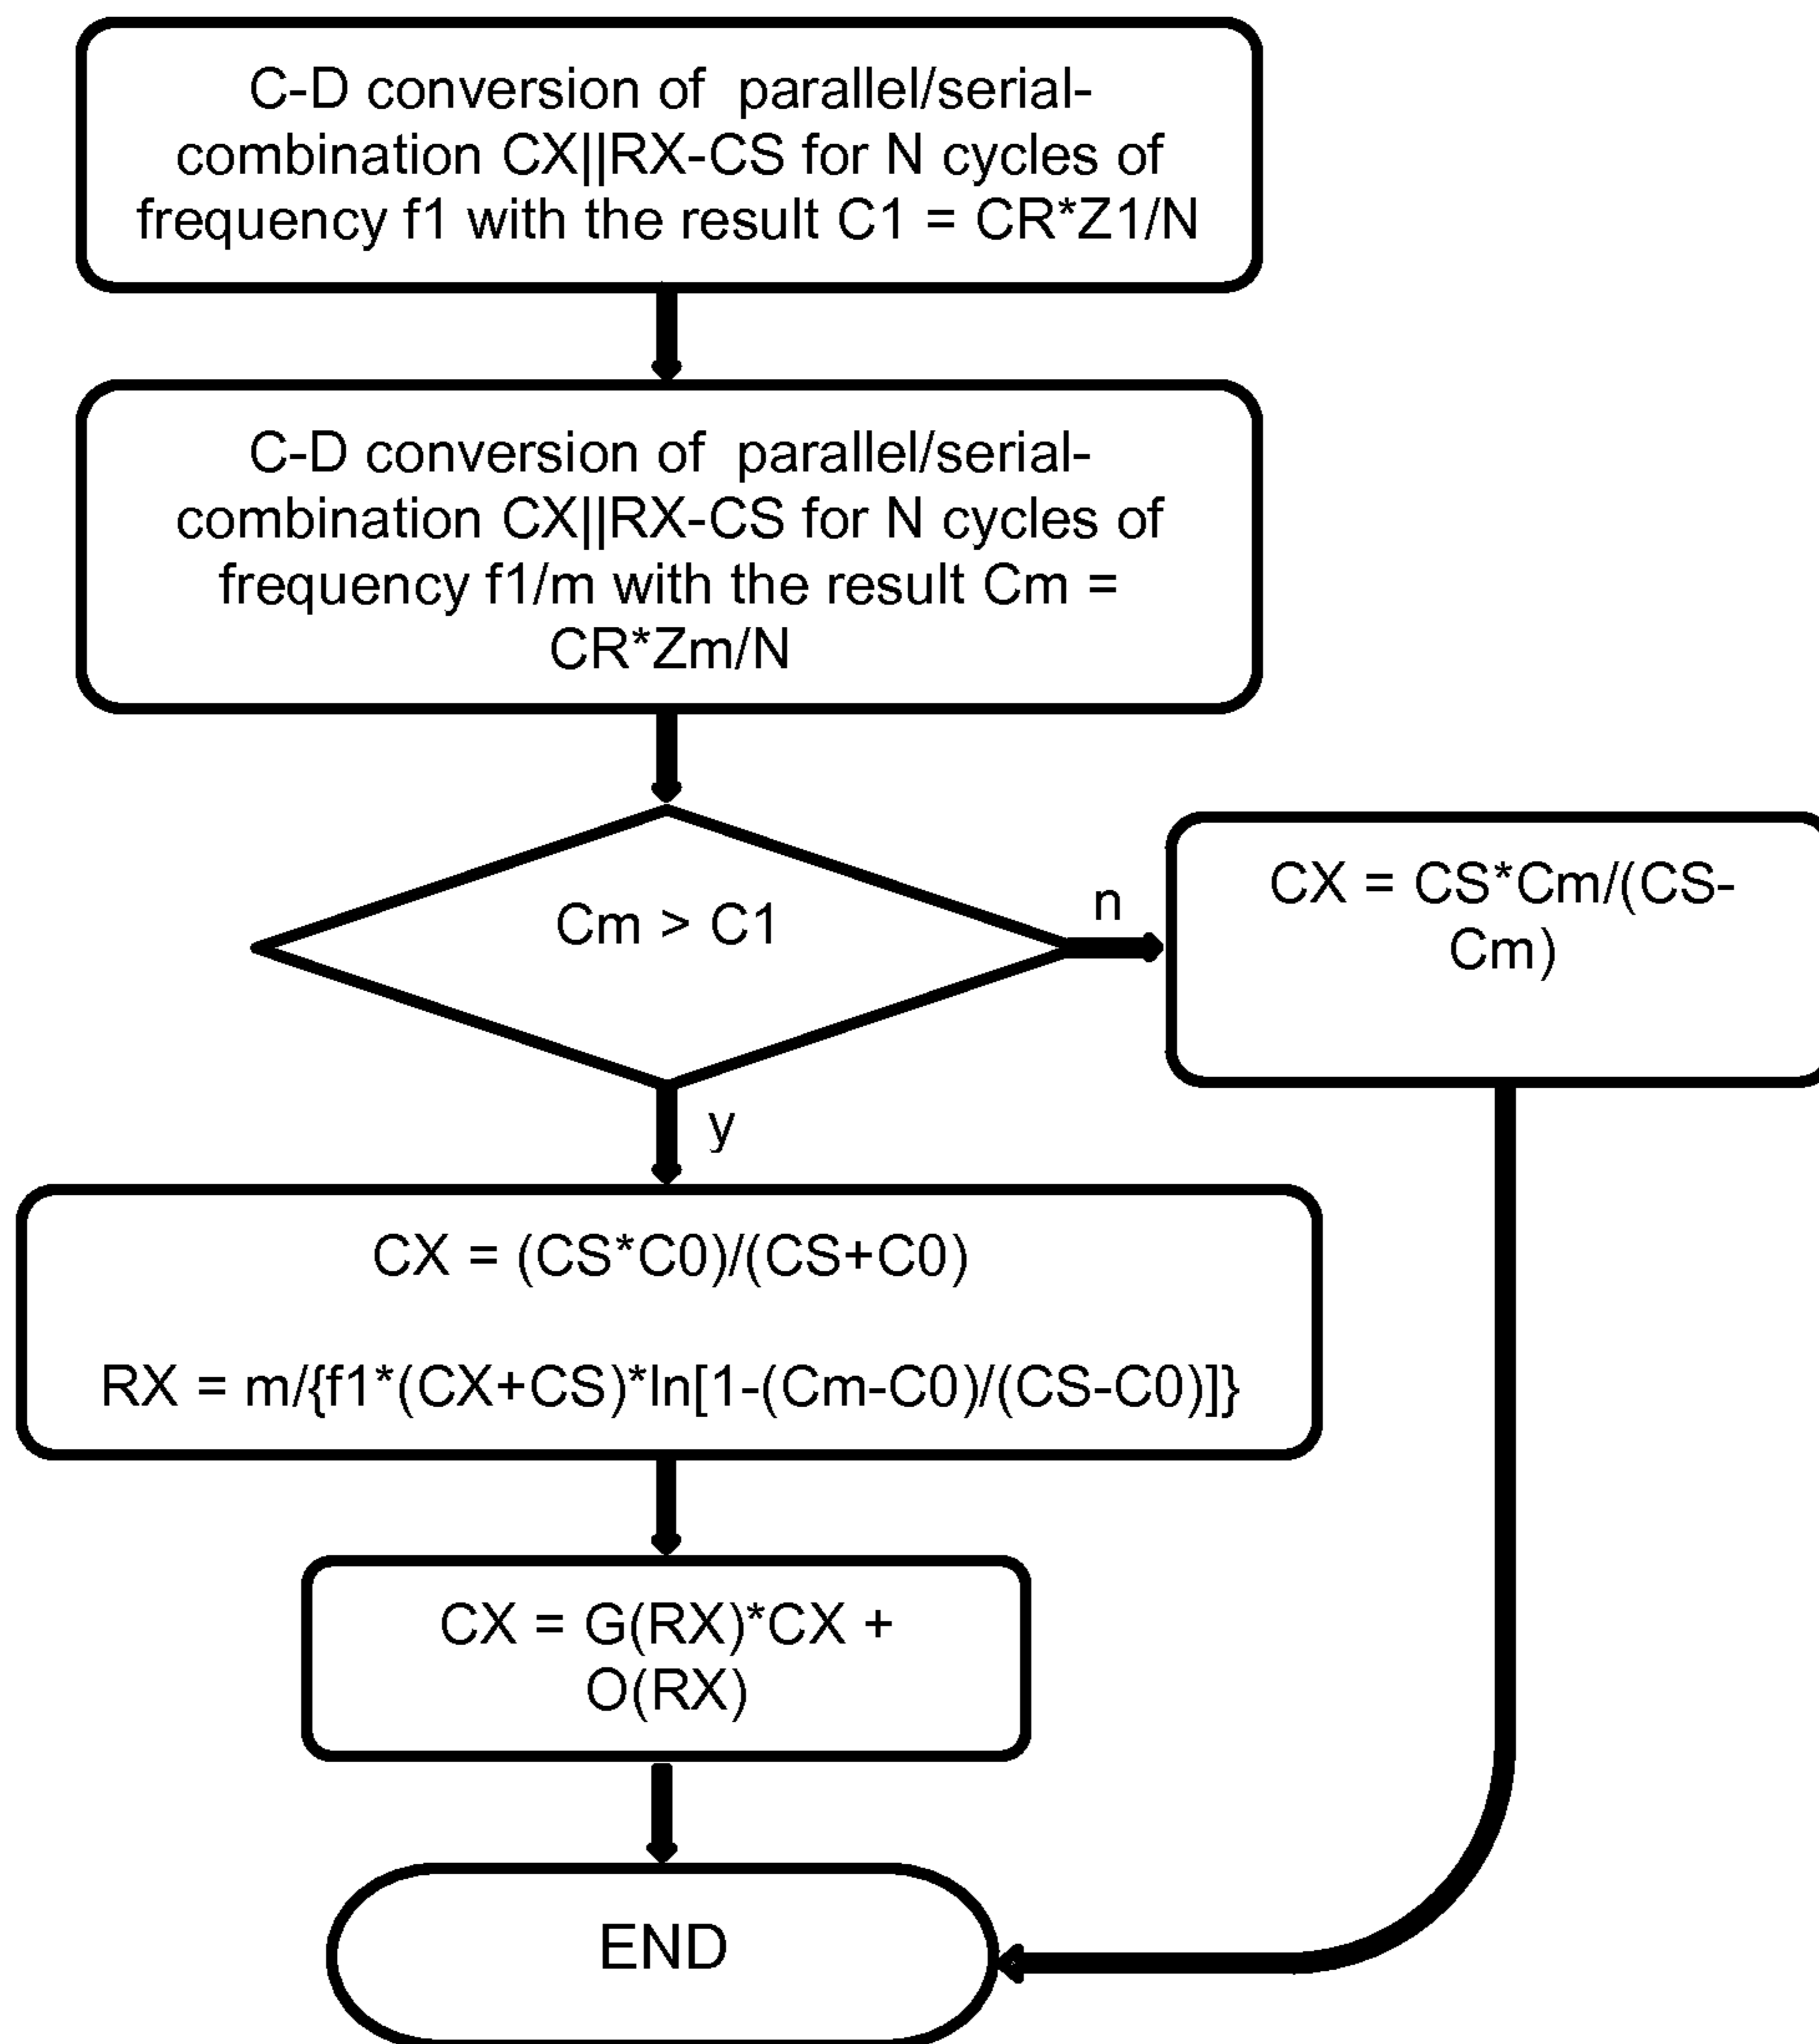 C-D conversion of parallel/serial-
combination CX||RX-CS for N cycles of
frequency f1 with the result C1 = CR*Z1/N
C-D conversion of parallel/serial-
combination CX||RX-CS for N cycles of
frequency f1/m with the result Cm =
CR*Zm/N
Cm > C1
n
CX = CS*Cm/(CS-
Cm)
y
CX = (CS*C0)/(CS+C0)
RX = m/{f1*(CX+CS)*ln[1-(Cm-C0)/(CS-C0)]}
CX = G(RX)*CX +
O(RX)
END